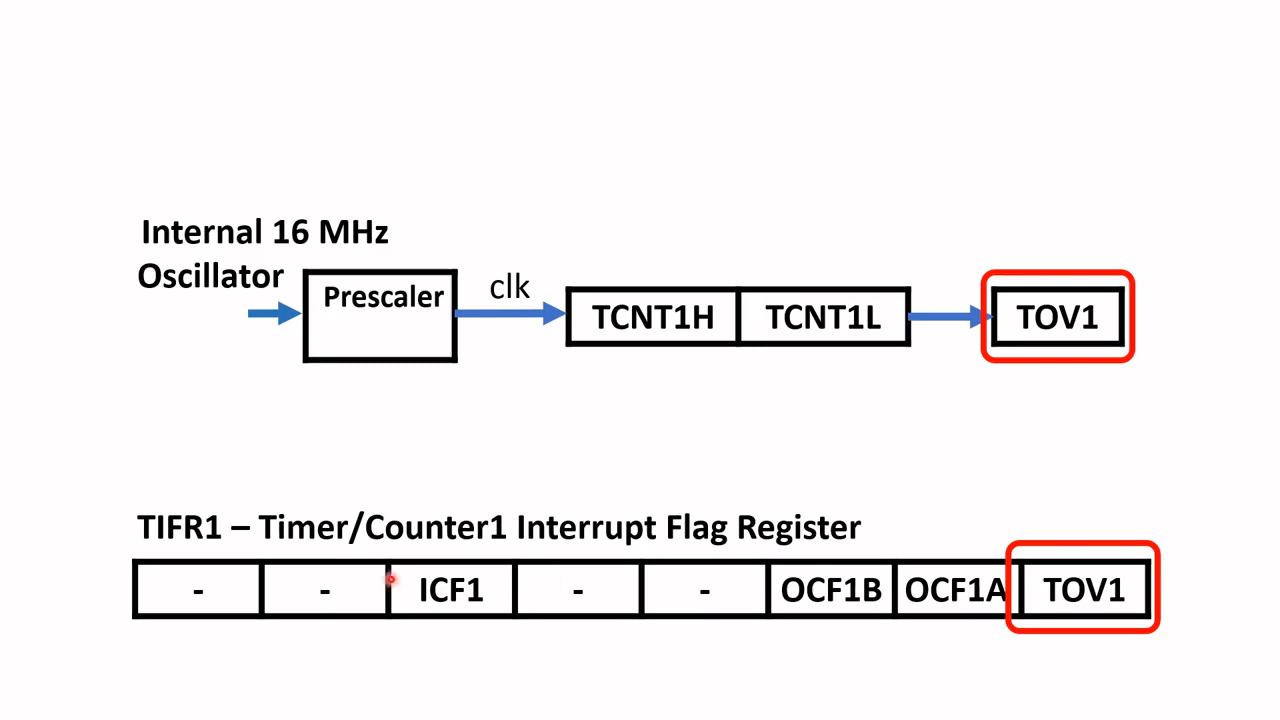 Internal 16 MHz
Oscillator
Prescaler
clk
TCNT1H TCNT1L
TOV1
TIFR1 – Timer/Counter1 Interrupt Flag Register
- - ICF1 - - OCF1B OCF1A TOV1